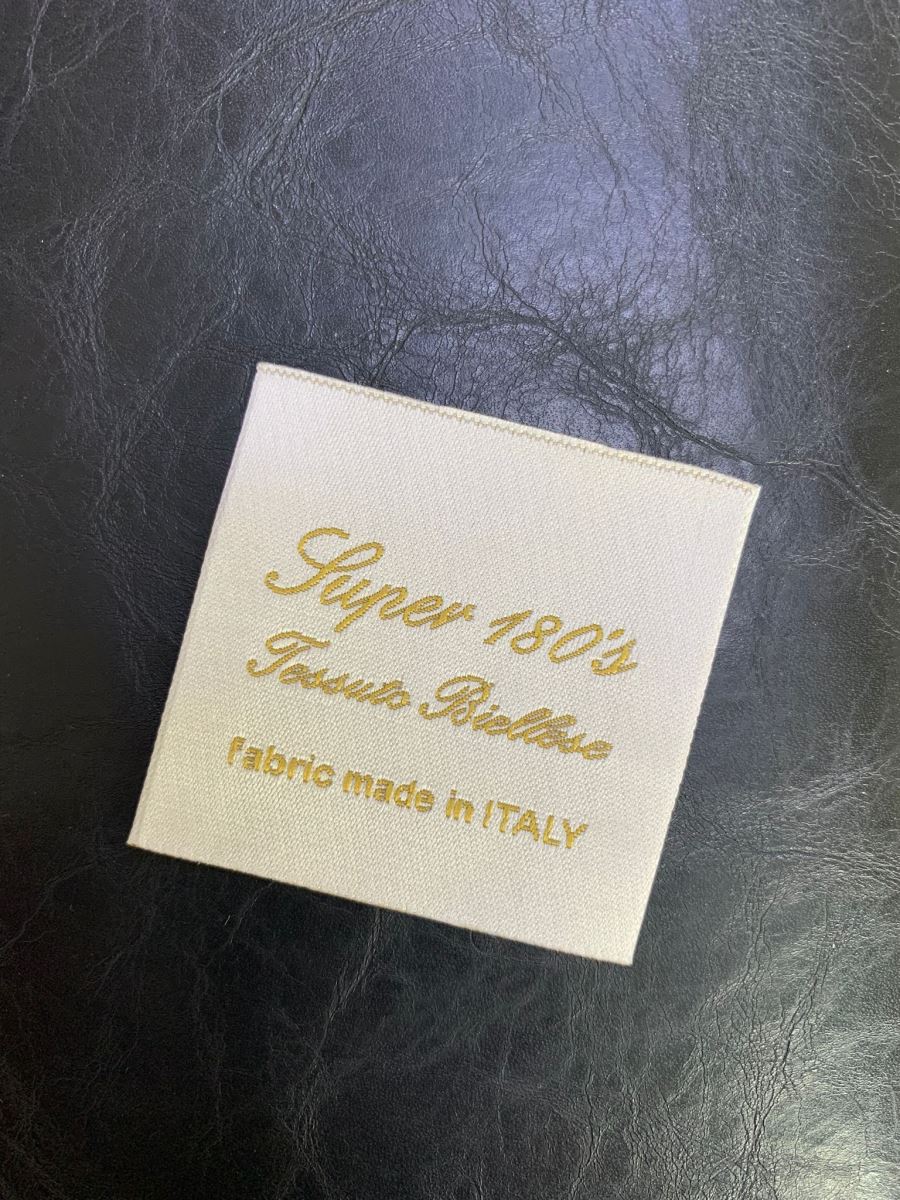 Super 180's
Tessuto Biellese
fabric made in ITALY